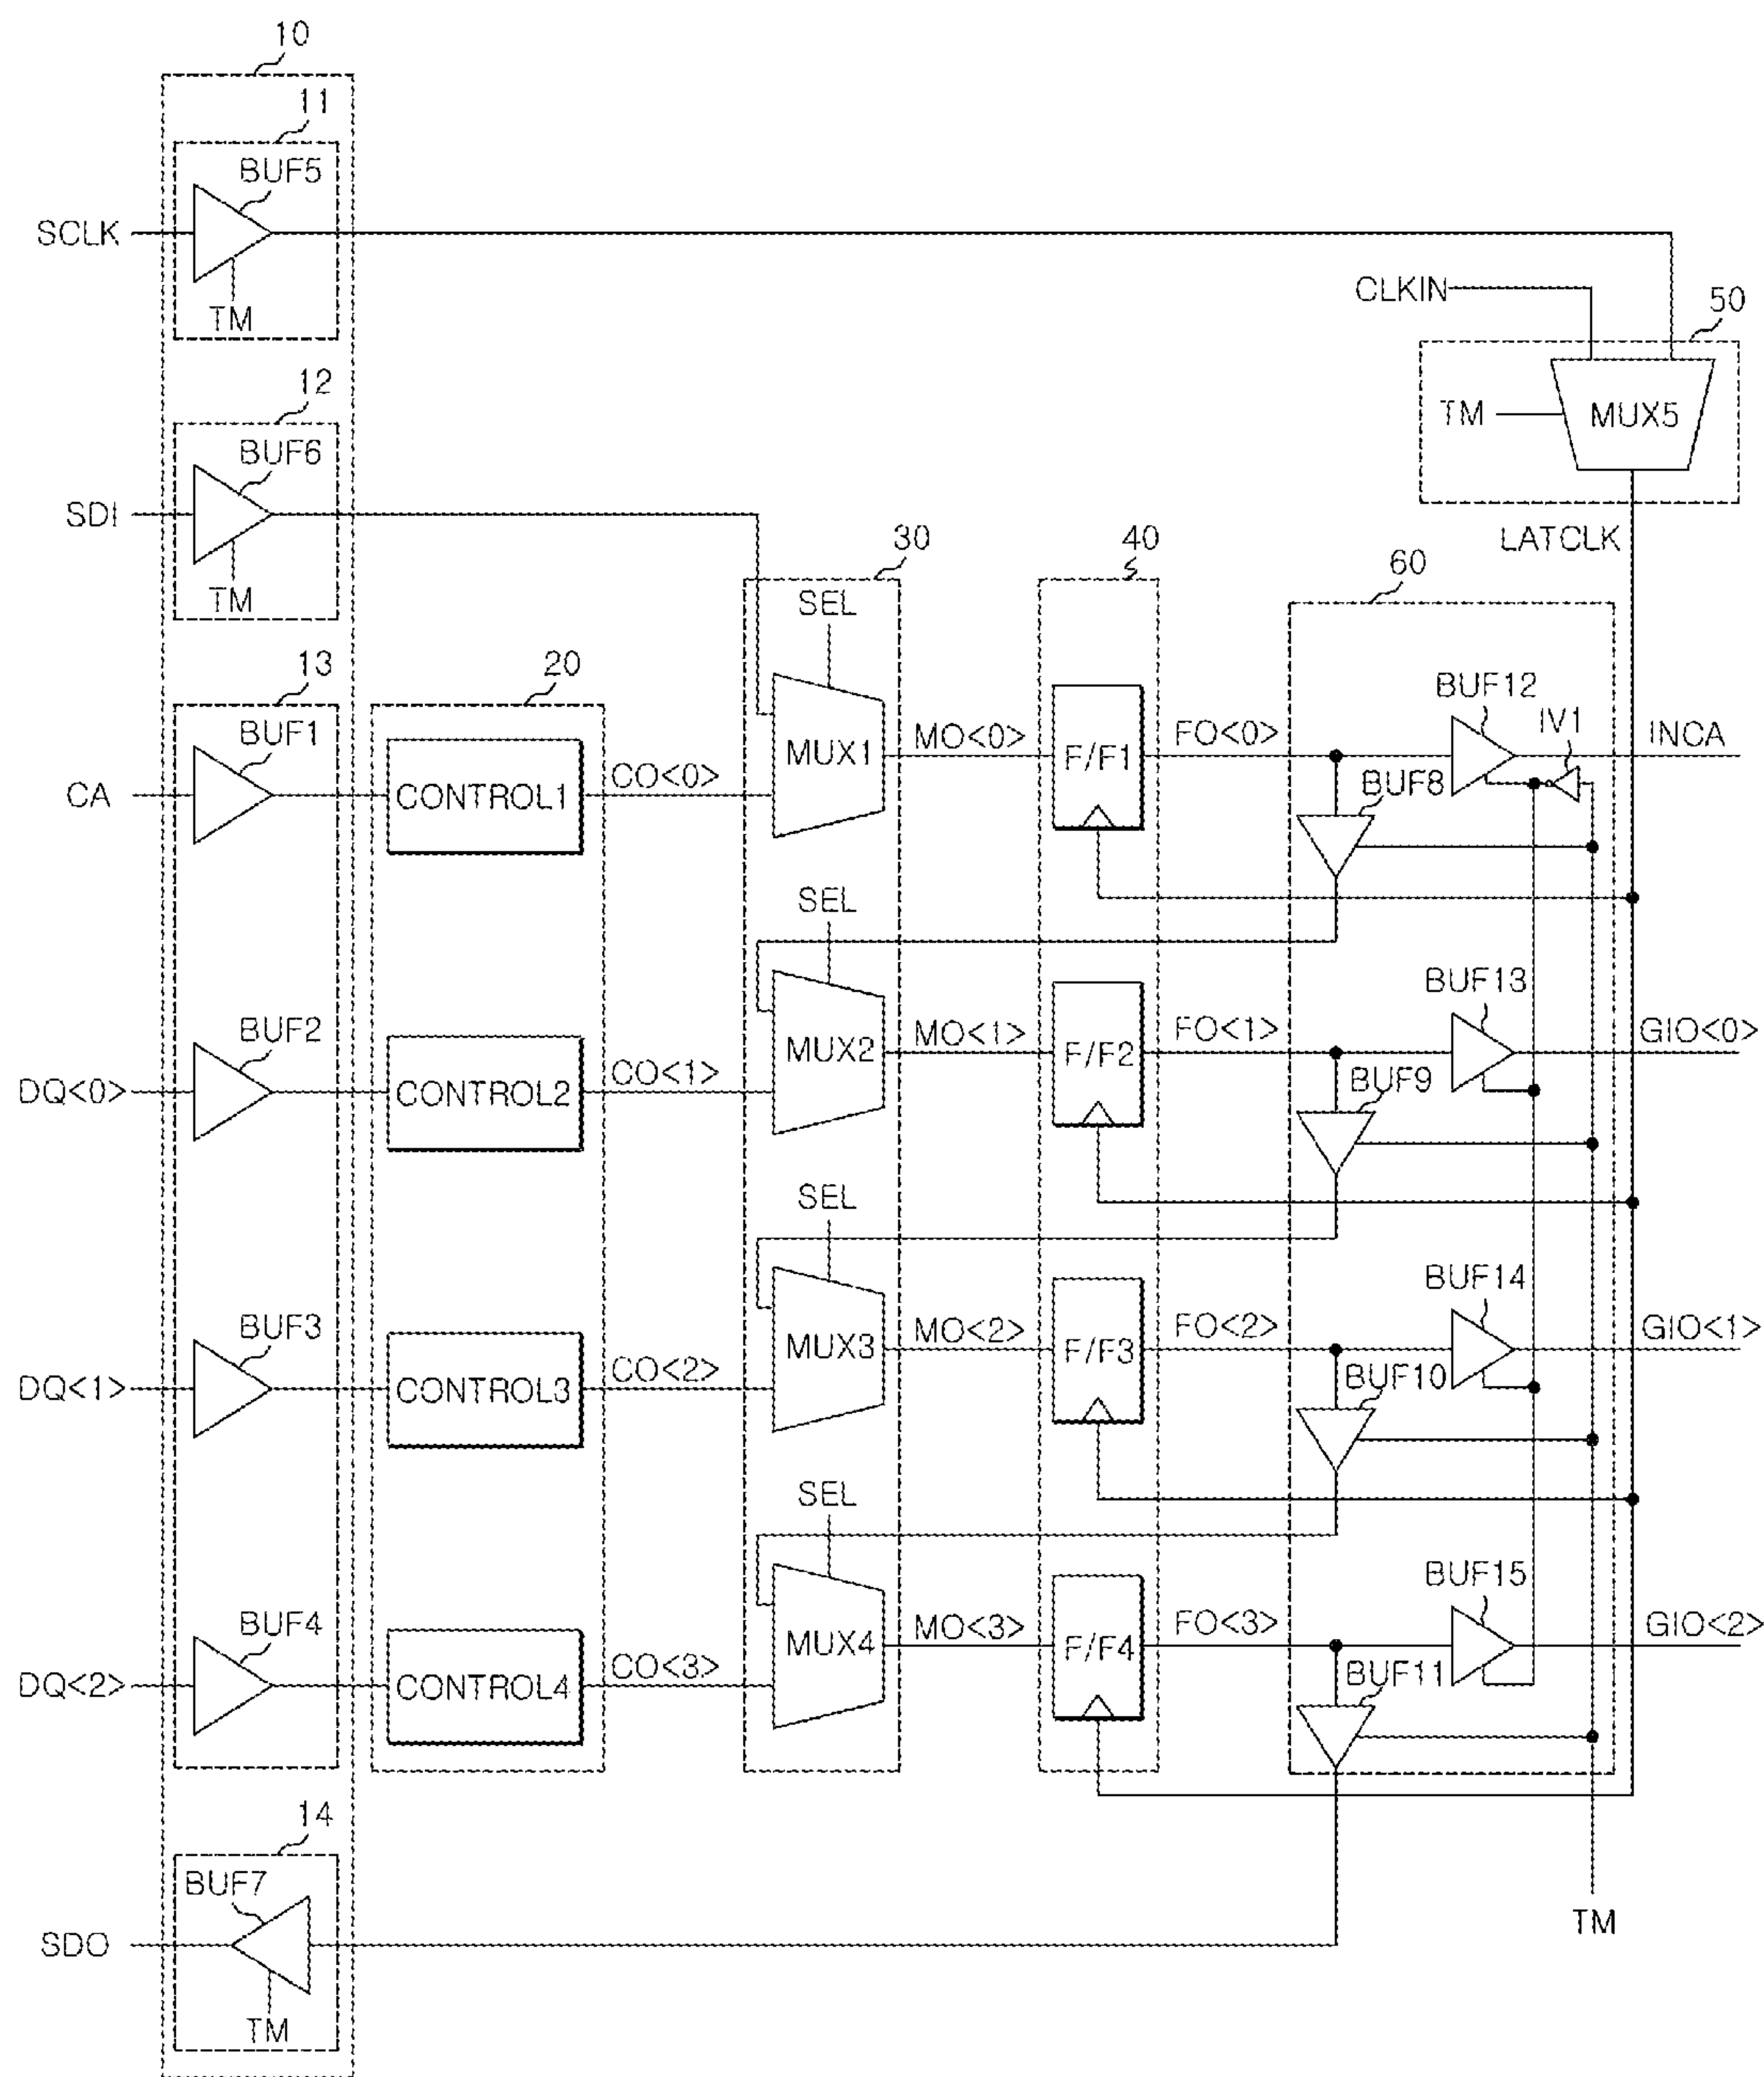 10
11
BUF5
SCLK
TM
CLKIN
50
TM
MUX5
12
BUF6
SDI
TM
LATCLK
30
40
60
SEL
13
20
BUF1
CA
CONTROL1
CO<0>
MUX1
MO<0>
F/F1
FO<0>
BUF12
IV1
INCA
BUF8
SEL
BUF2
DQ<0>
CONTROL2
CO<1>
MUX2
MO<1>
F/F2
FO<1>
BUF13
GIO<0>
BUF9
SEL
BUF3
DQ<1>
CONTROL3
CO<2>
MUX3
MO<2>
F/F3
FO<2>
BUF14
GIO<1>
BUF10
SEL
BUF4
DQ<2>
CONTROL4
CO<3>
MUX4
MO<3>
F/F4
FO<3>
BUF15
GIO<2>
BUF11
14
BUF7
SDO
TM
TM